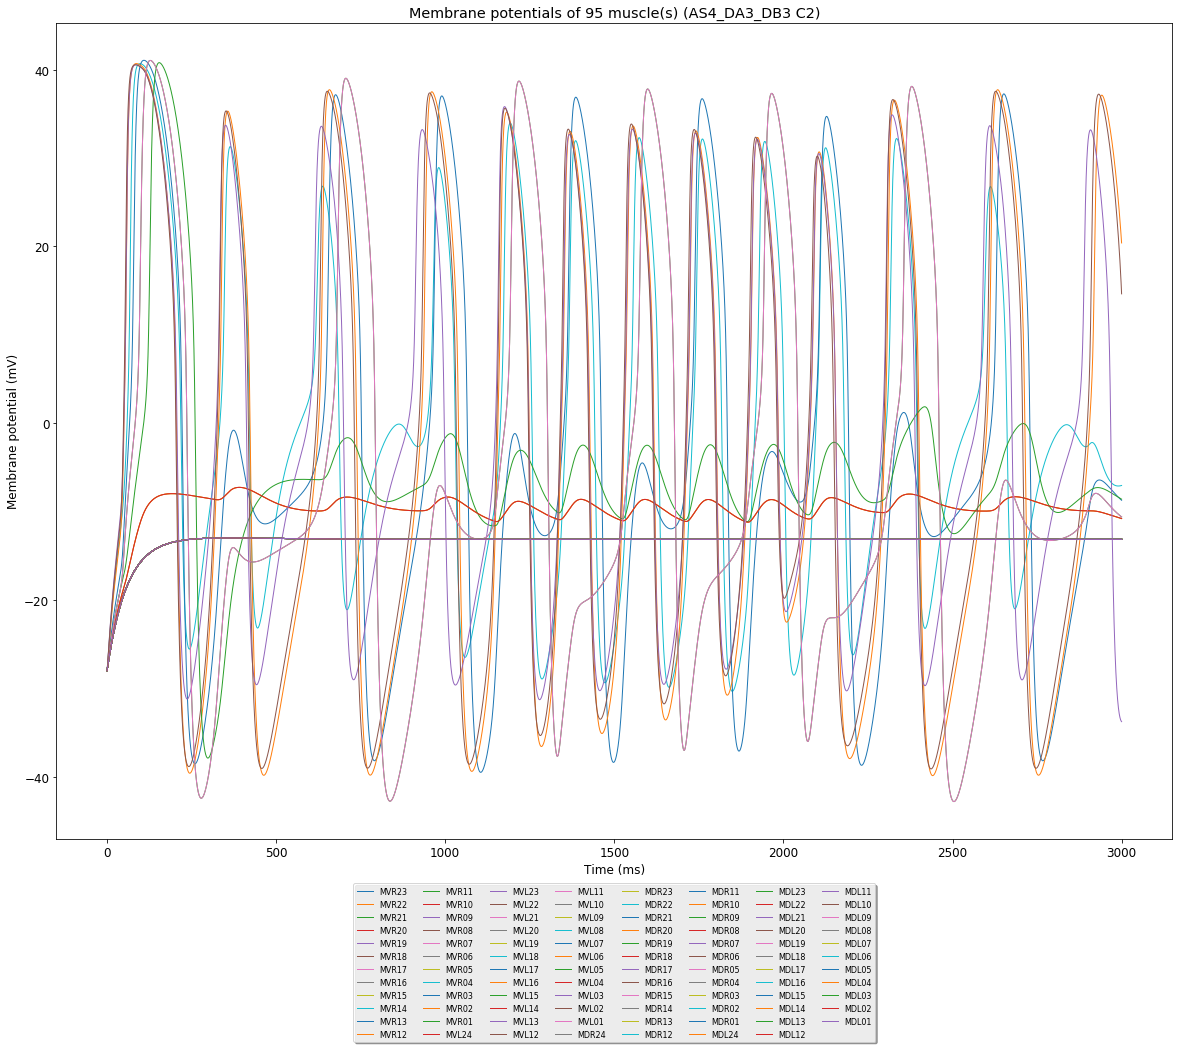 Membrane potentials of 95 muscle(s) (AS4_DA3_DB3 C2)
40
20
0
−20
−40
Membrane potential (mV)
0 500 1000 1500 2000 2500 3000
Time (ms)
MVR23 MVR11 MVL23 MVL11 MDR23 MDR11 MDL23 MDL11
MVR22 MVR10 MVL22 MVL10 MDR22 MDR10 MDL22 MDL10
MVR21 MVR09 MVL21 MVL09 MDR21 MDR09 MDL21 MDL09
MVR20 MVR08 MVL20 MVL08 MDR20 MDR08 MDL20 MDL08
MVR19 MVR07 MVL19 MVL07 MDR19 MDR07 MDL19 MDL07
MVR18 MVR06 MVL18 MVL06 MDR18 MDR06 MDL18 MDL06
MVR17 MVR05 MVL17 MVL05 MDR17 MDR05 MDL17 MDL05
MVR16 MVR04 MVL16 MVL04 MDR16 MDR04 MDL16 MDL04
MVR15 MVR03 MVL15 MVL03 MDR15 MDR03 MDL15 MDL03
MVR14 MVR02 MVL14 MVL02 MDR13 MDR02 MDL14 MDL02
MVR13 MVR01 MVL13 MVL01 MDR12 MDR01 MDL13 MDL01
MVR12 MVL24 MVL12 MDR24 MDL24 MDL12